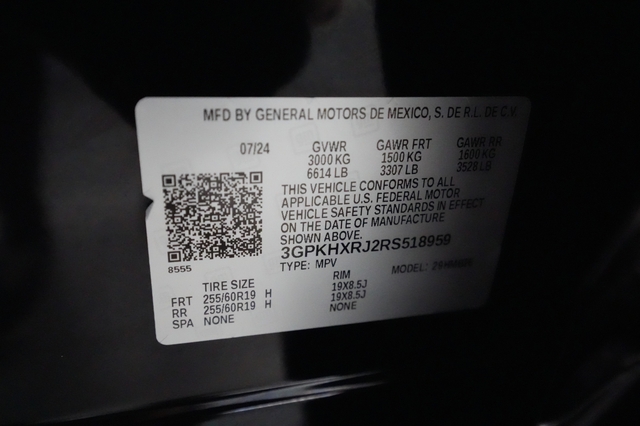 MFD BY GENERAL MOTORS DE MEXICO, S. DE R.L. DE C.V.
07/24 GVWR GAWR FRT GAWR RR
3000 KG 1500 KG 1600 KG
6614 LB 3307 LB 3528 LB
THIS VEHICLE CONFORMS TO ALL
APPLICABLE U.S. FEDERAL MOTOR
VEHICLE SAFETY STANDARDS IN EFFECT
ON THE DATE OF MANUFACTURE
SHOWN ABOVE.
3GPKHXRJ2RS518959
8555 TYPE: MPV MODEL:
TIRE SIZE RIM
FRT 255/60R19 H 19X8.5J
RR 255/60R19 H 19X8.5J
SPA NONE NONE